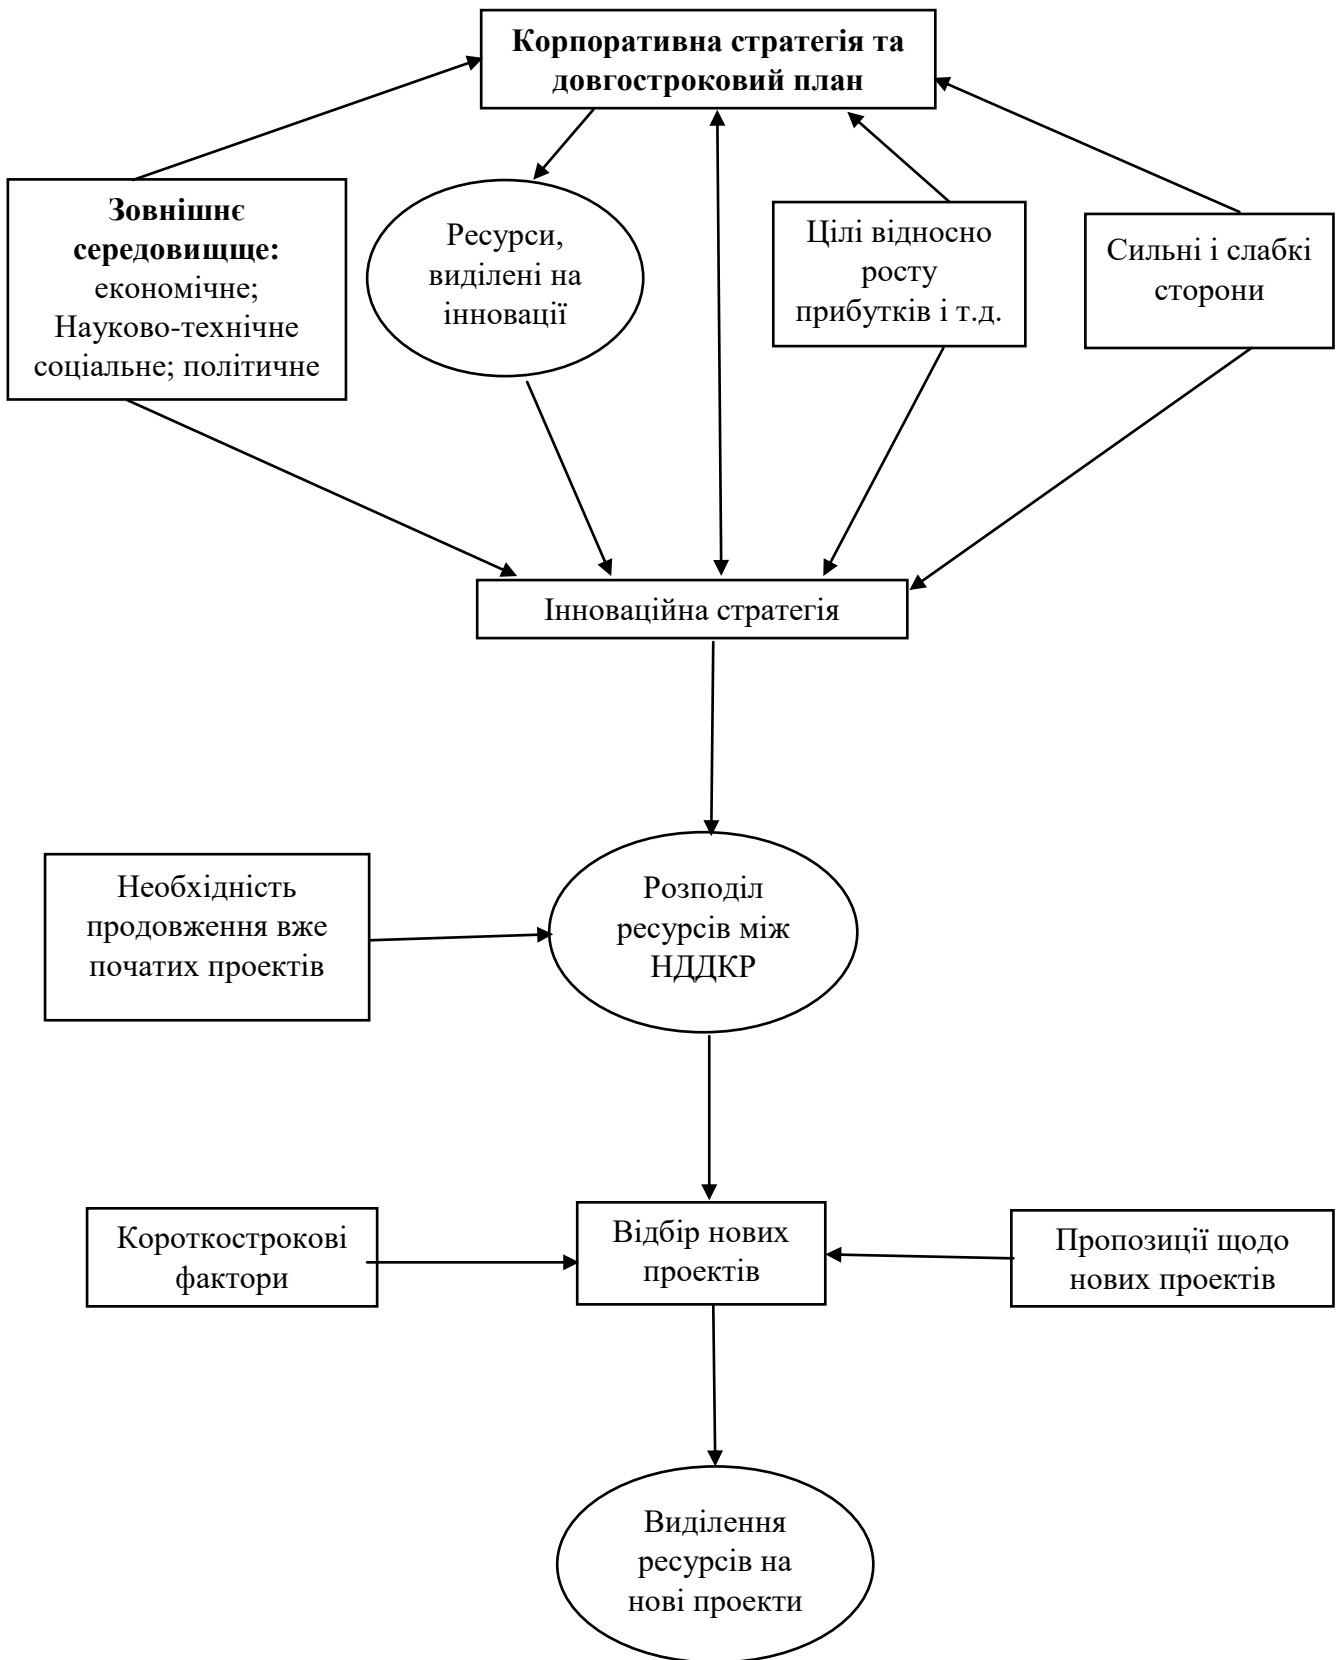 Корпоративна стратегія та
довгостроковий план
Зовнішнє
середовищще:
економічне;
Науково-технічне
соціальне; політичне
Ресурси,
виділені на
інновації
Цілі відносно
росту
прибутків і т.д.
Сильні і слабкі
сторони
Інноваційна стратегія
Необхідність
продовження вже
початих проектів
Розподіл
ресурсів між
НДДКР
Короткострокові
фактори
Відбір нових
проектів
Пропозиції щодо
нових проектів
Виділення
ресурсів на
нові проекти